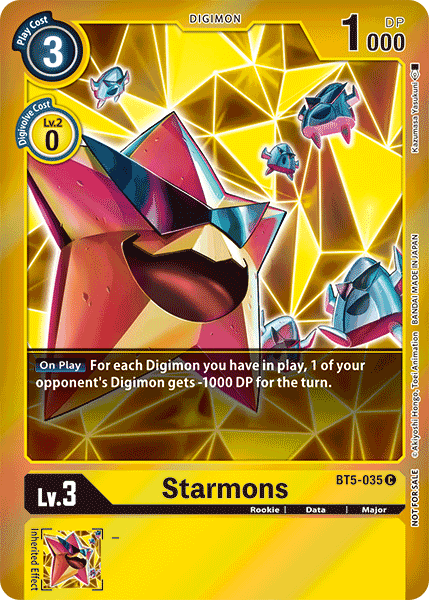 DIGIMON
Play Cost
3
1000
DP
Digivolve Cost
Lv.2
0
Kazumasa Yasukuni
On Play For each Digimon you have in play, 1 of your
opponent's Digimon gets -1000 DP for the turn.
©Akiyoshi Hongo, Toei Animation BANDAI MADE IN JAPAN
NOT FOR SALE
Lv.3
Starmons
BT5-035 C
Rookie | Data | Major
Inherited Effect
–